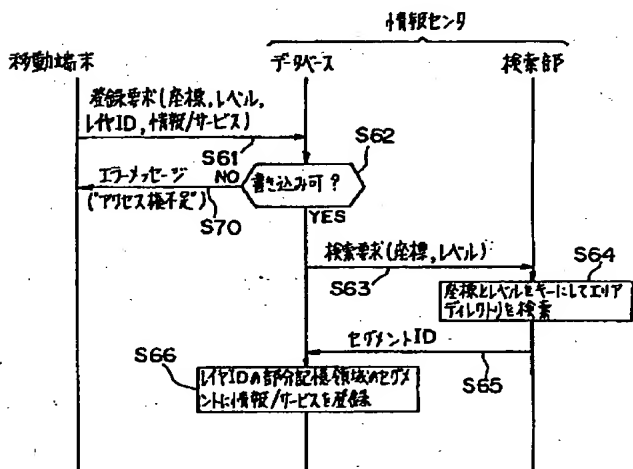 情報センタ
移動端末
データベース
検索部
登録要求(座標,レベル,
レイヤID,情報/サービス)
S61
S62
エラーメッセージ
NO
書き込み可?
("アクセス権不足")
S70
YES
検索要求(座標,レベル)
S63
S64
座標とレベルをキーにしてエリア
ディレクトリを検索
セグメントID
S65
S66
レイヤIDの部分記憶領域のセグメ
ントに情報/サービスを登録